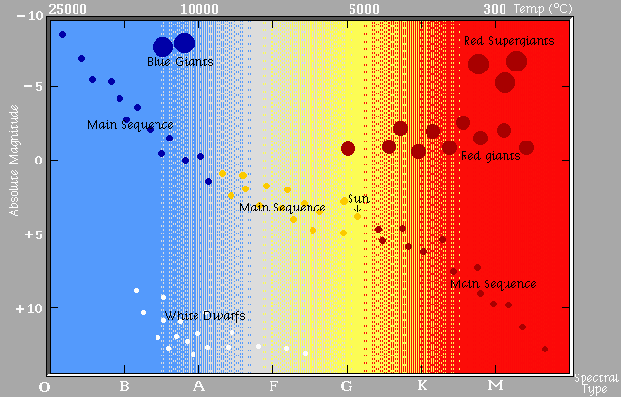 25000 10000 5000 300 Temp (°C)
-10
Red Supergiants
Blue Giants
-5
Main Sequence
Absolute Magnitude
0
Red giants
Sun
Main Sequence
+5
Main Sequence
+10
White Dwarfs
O B A F G K M Spectral Type